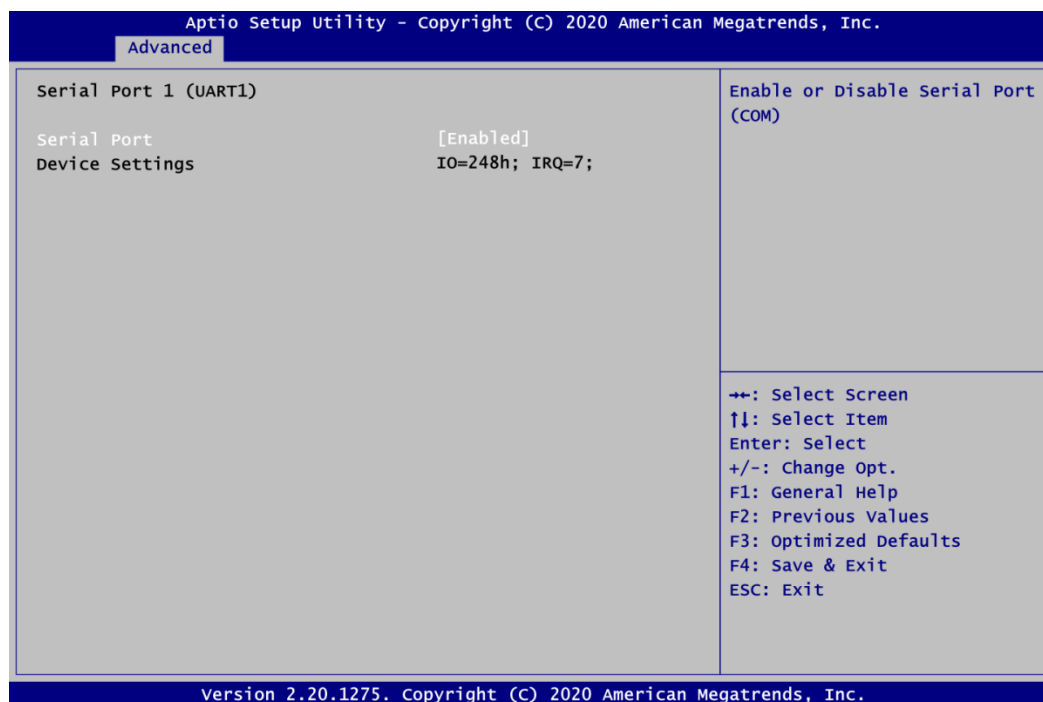 Aptio Setup Utility - Copyright (C) 2020 American Megatrends, Inc.
Advanced
Serial Port 1 (UART1)
Serial Port [Enabled]
Device Settings IO=248h; IRQ=7;
Enable or Disable Serial Port
(COM)
→←: Select Screen
↑↓: Select Item
Enter: Select
+/-: Change Opt.
F1: General Help
F2: Previous Values
F3: Optimized Defaults
F4: Save & Exit
ESC: Exit
Version 2.20.1275. Copyright (C) 2020 American Megatrends, Inc.